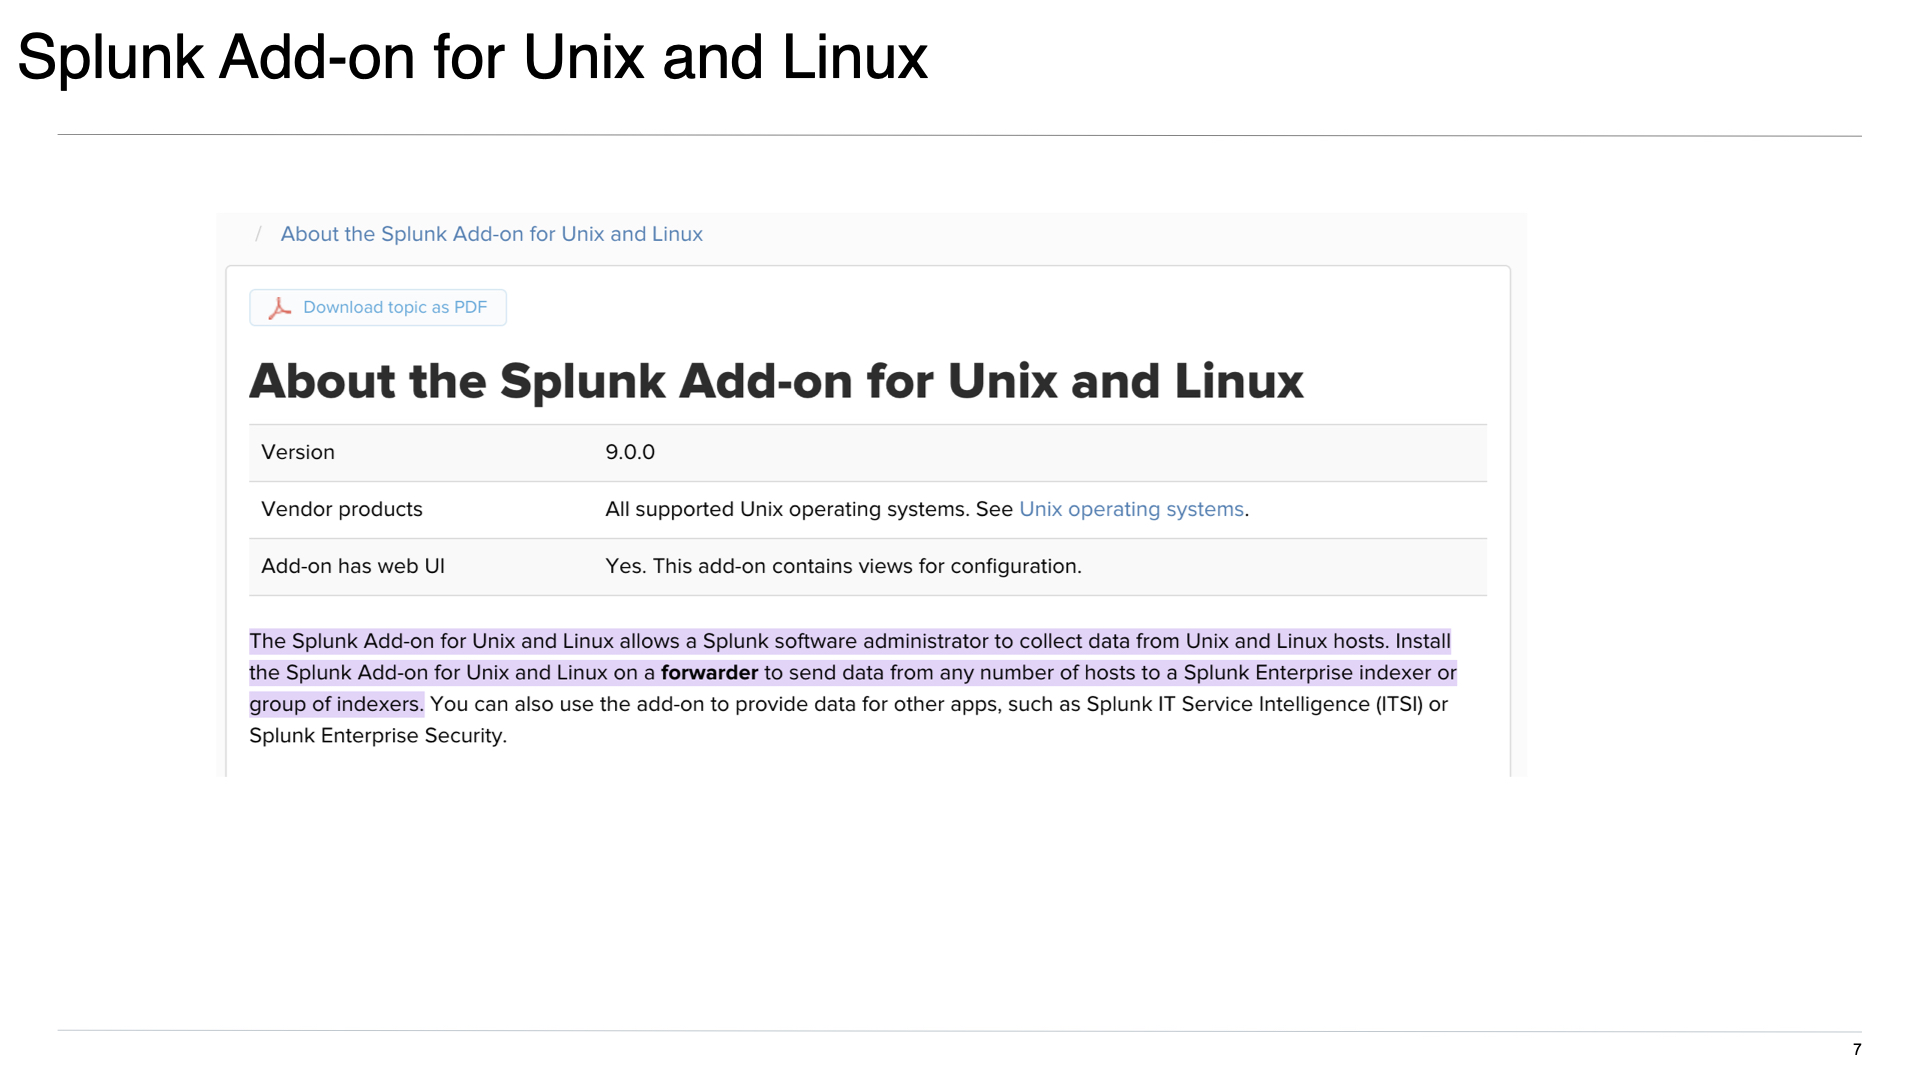 Splunk Add-on for Unix and Linux
/ About the Splunk Add-on for Unix and Linux
Download topic as PDF
About the Splunk Add-on for Unix and Linux
Version 9.0.0
Vendor products All supported Unix operating systems. See Unix operating systems.
Add-on has web UI Yes. This add-on contains views for configuration.
The Splunk Add-on for Unix and Linux allows a Splunk software administrator to collect data from Unix and Linux hosts. Install
the Splunk Add-on for Unix and Linux on a forwarder to send data from any number of hosts to a Splunk Enterprise indexer or
group of indexers. You can also use the add-on to provide data for other apps, such as Splunk IT Service Intelligence (ITSI) or
Splunk Enterprise Security.
7